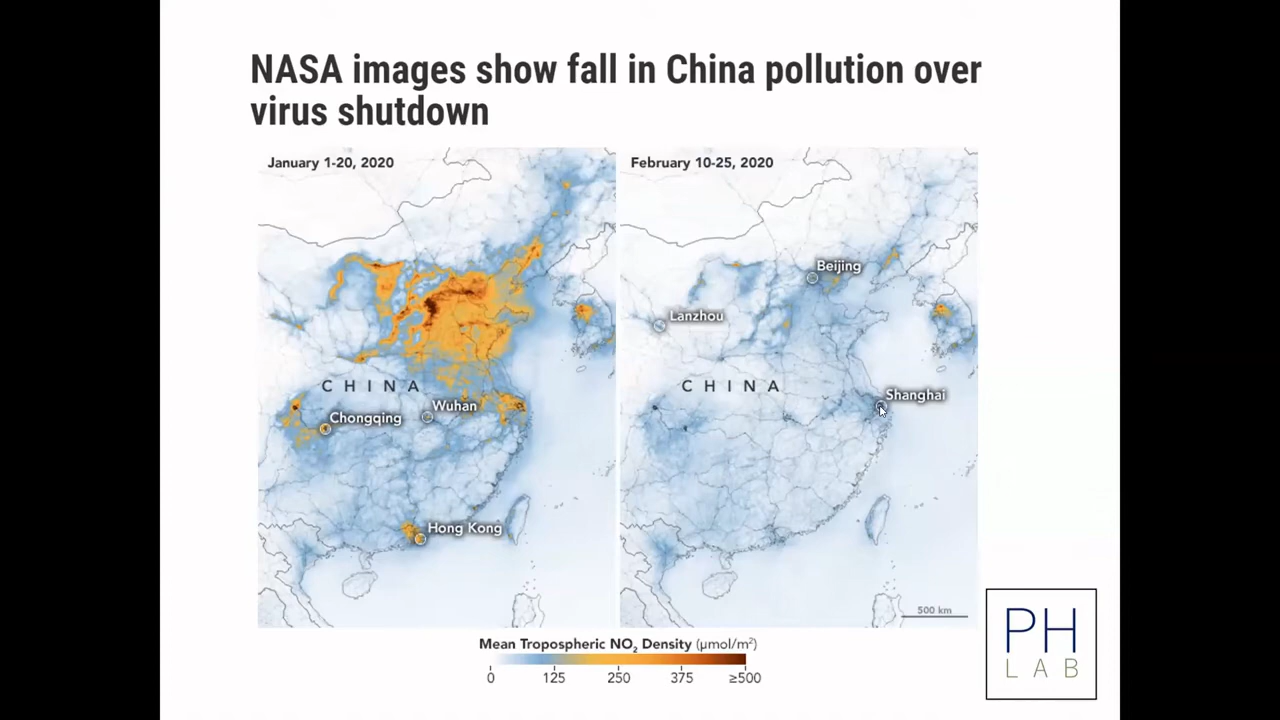 NASA images show fall in China pollution over
virus shutdown
January 1-20, 2020
CHINA
Wuhan
Chongqing
Hong Kong
February 10-25, 2020
Beijing
Lanzhou
CHINA
Shanghai
500 km
Mean Tropospheric NO₂ Density (µmol/m²)
0 125 250 375 ≥500
PH
LAB